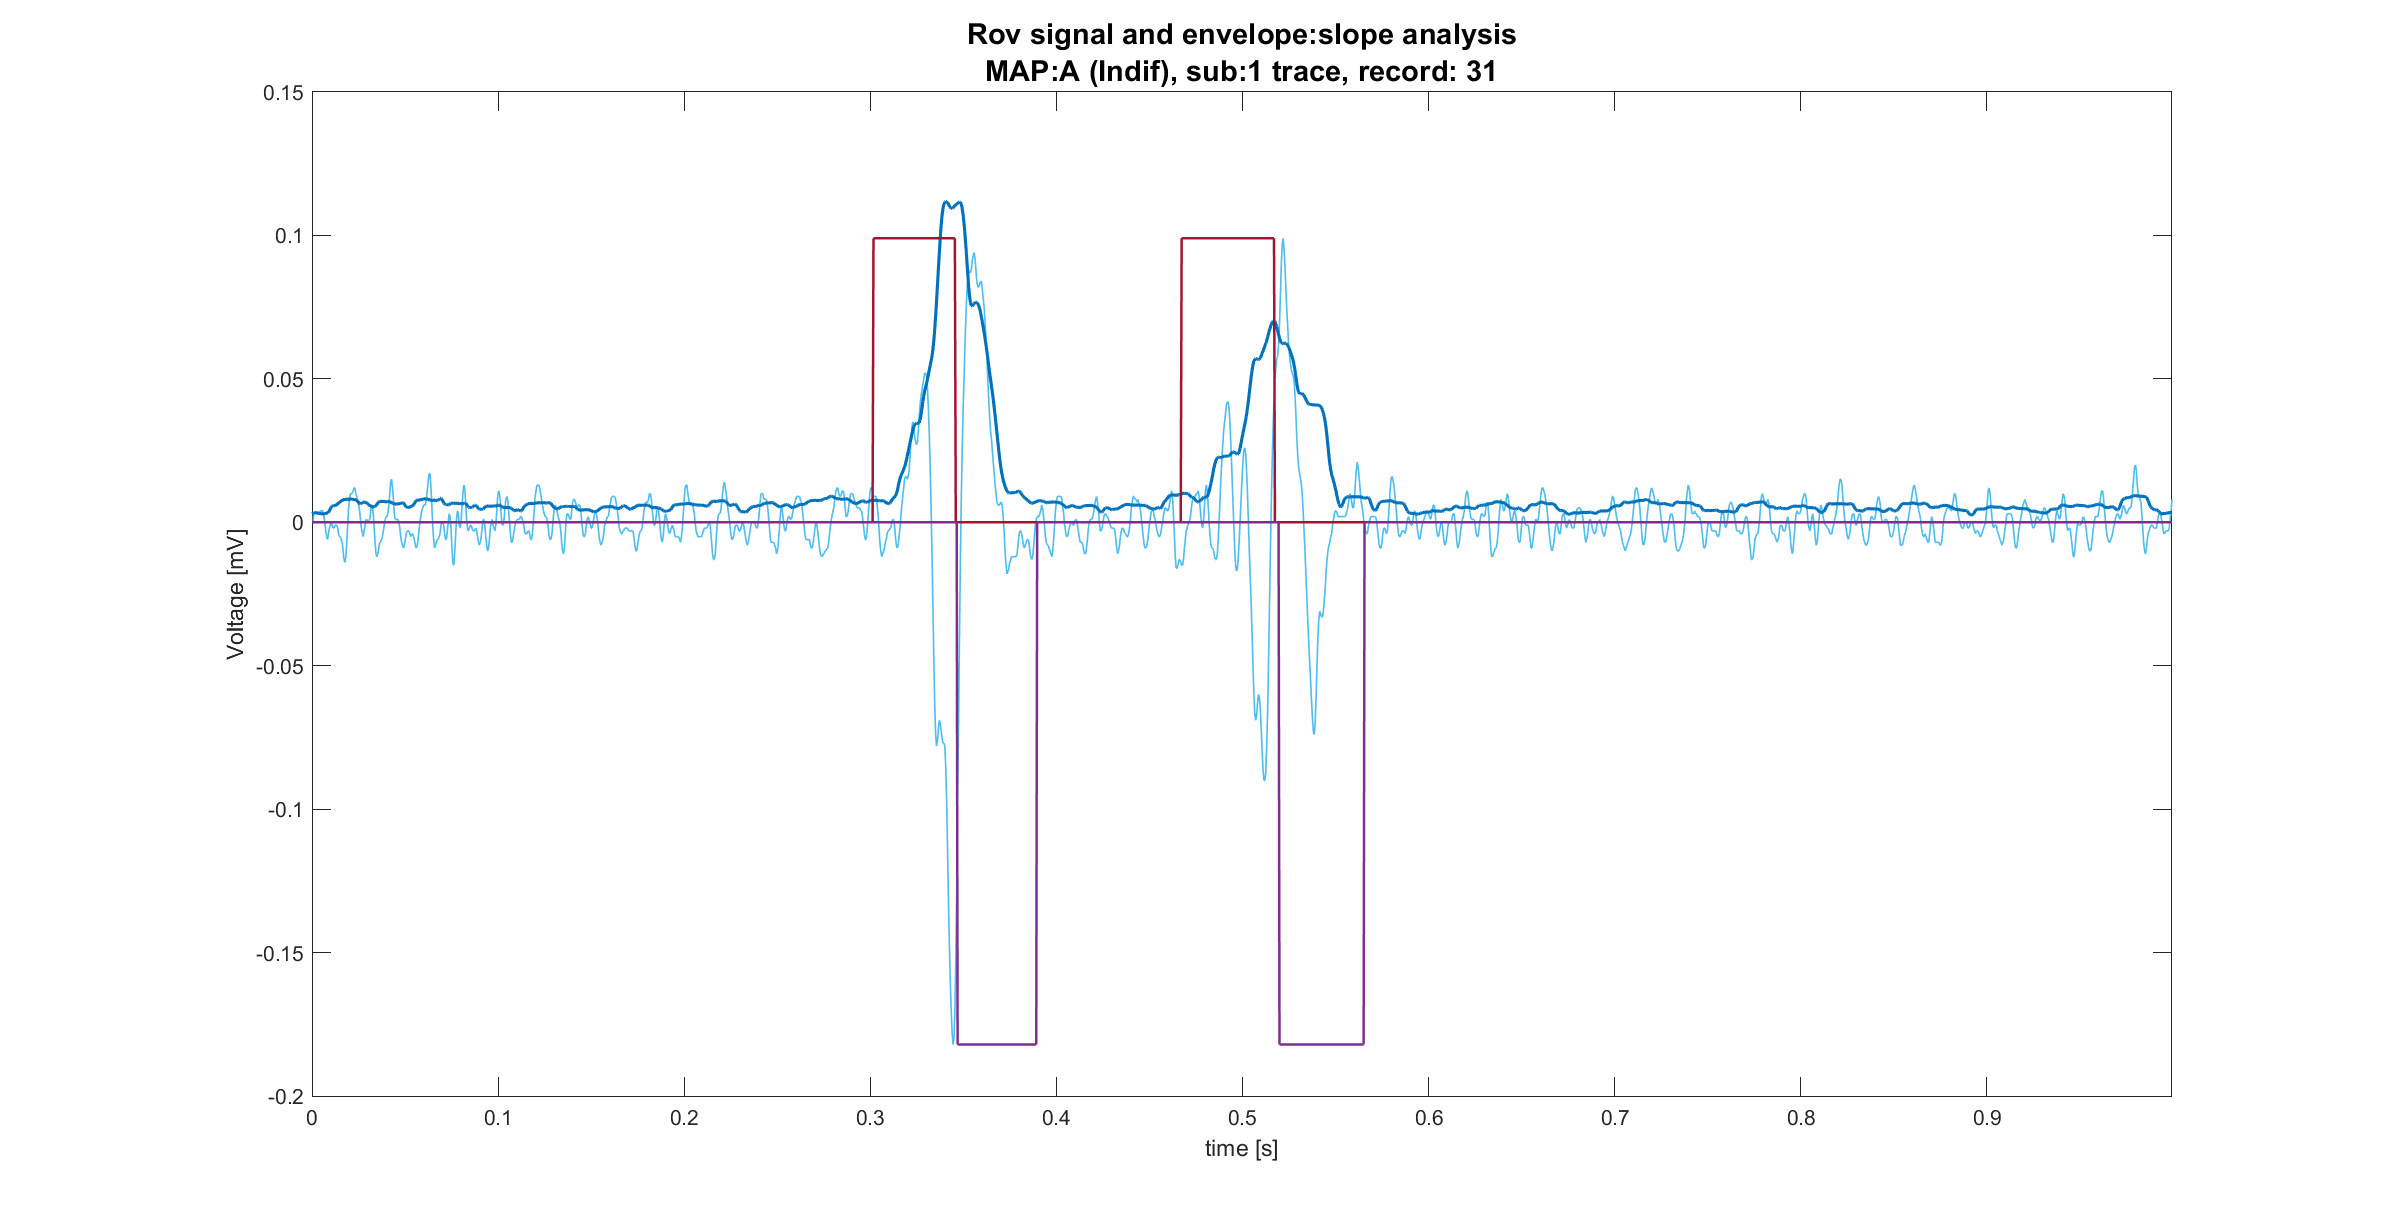 Rov signal and envelope:slope analysis
MAP:A (Indif), sub:1 trace, record: 31
0.15
0.1
0.05
0
-0.05
-0.1
-0.15
-0.2
Voltage [mV]
0 0.1 0.2 0.3 0.4 0.5 0.6 0.7 0.8 0.9
time [s]